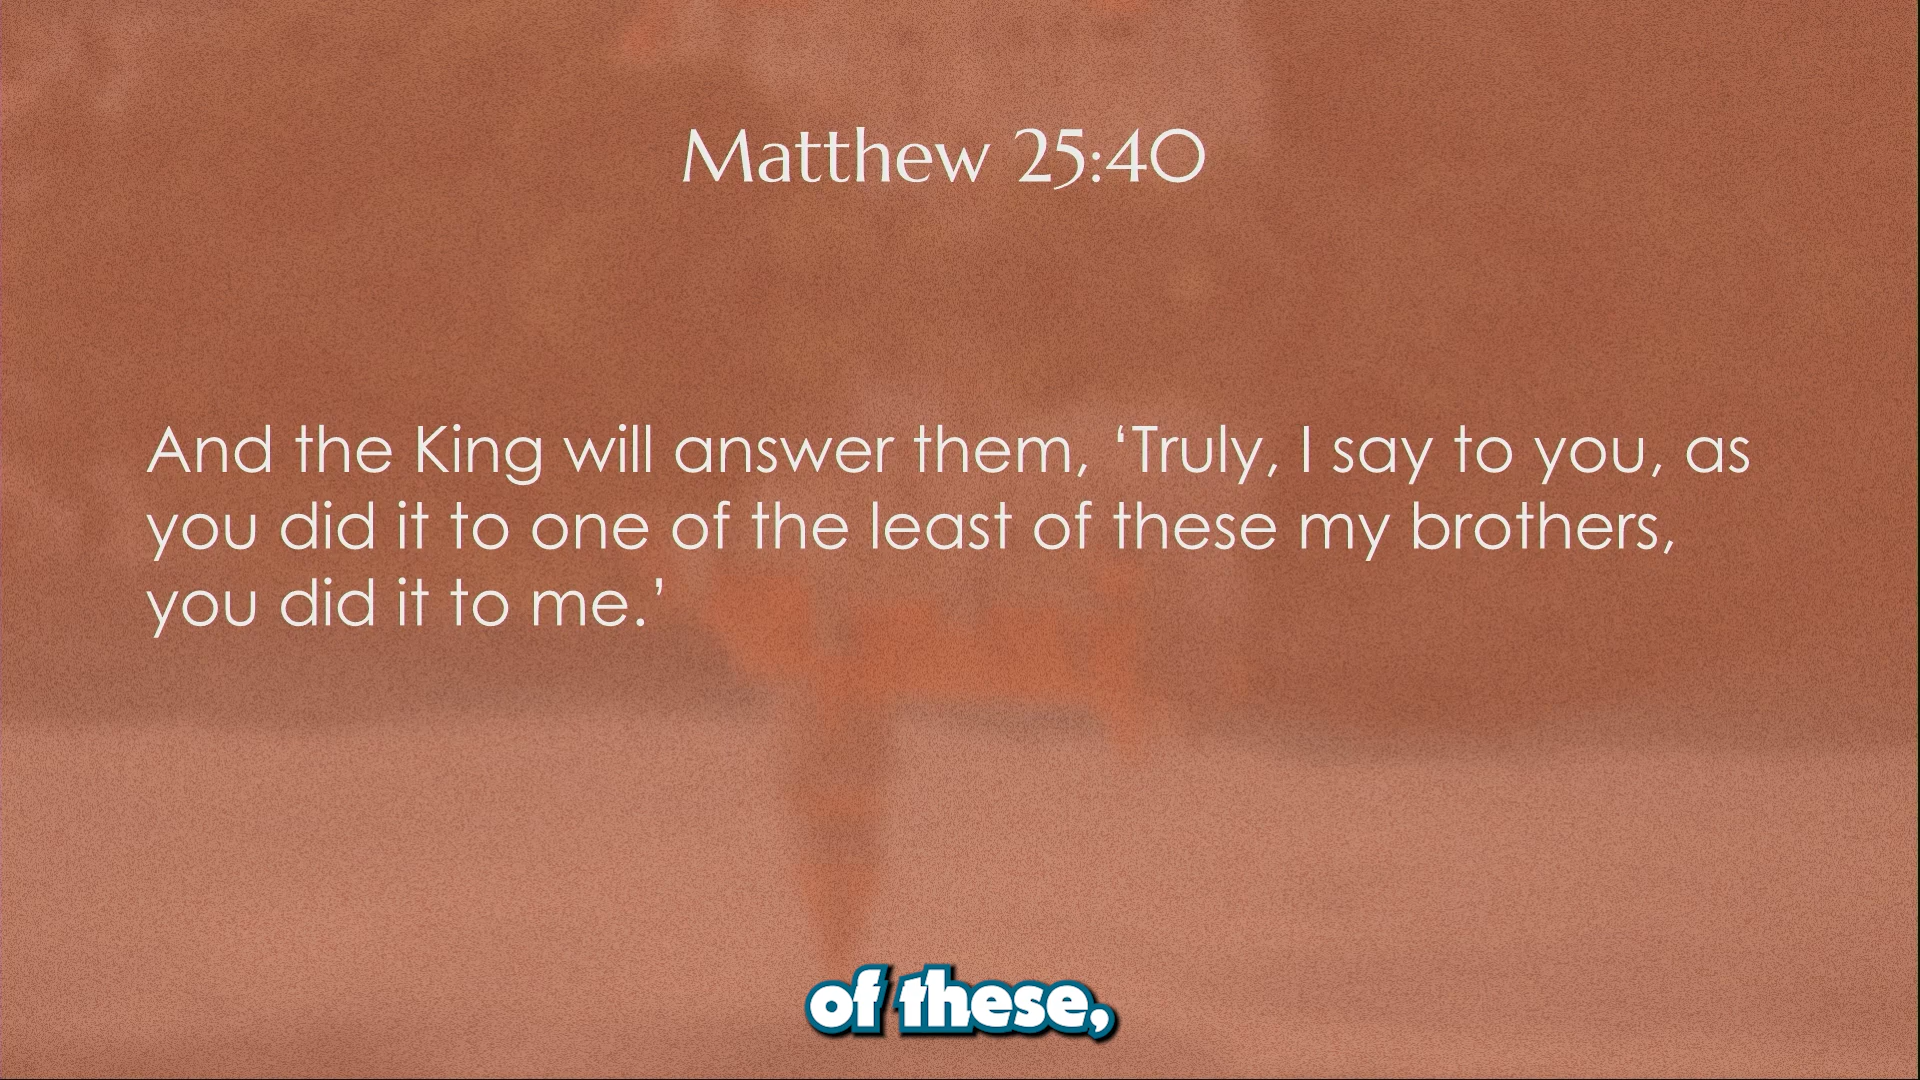 Matthew 25:40
And the King will answer them, ‘Truly, I say to you, as
you did it to one of the least of these my brothers,
you did it to me.’
of these,